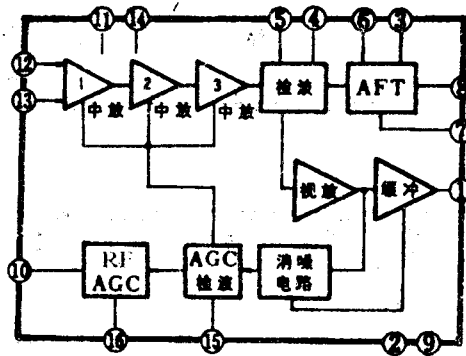 ⑪ ⑭ ⑤ ④ ⑥ ③
⑫ ⑬
1 2 3
中放 中放 中放
检波
AFT
⑦
视放
缓冲
⑩
RF
AGC
AGC
检波
消噪
电路
⑯ ⑮ ② ⑨